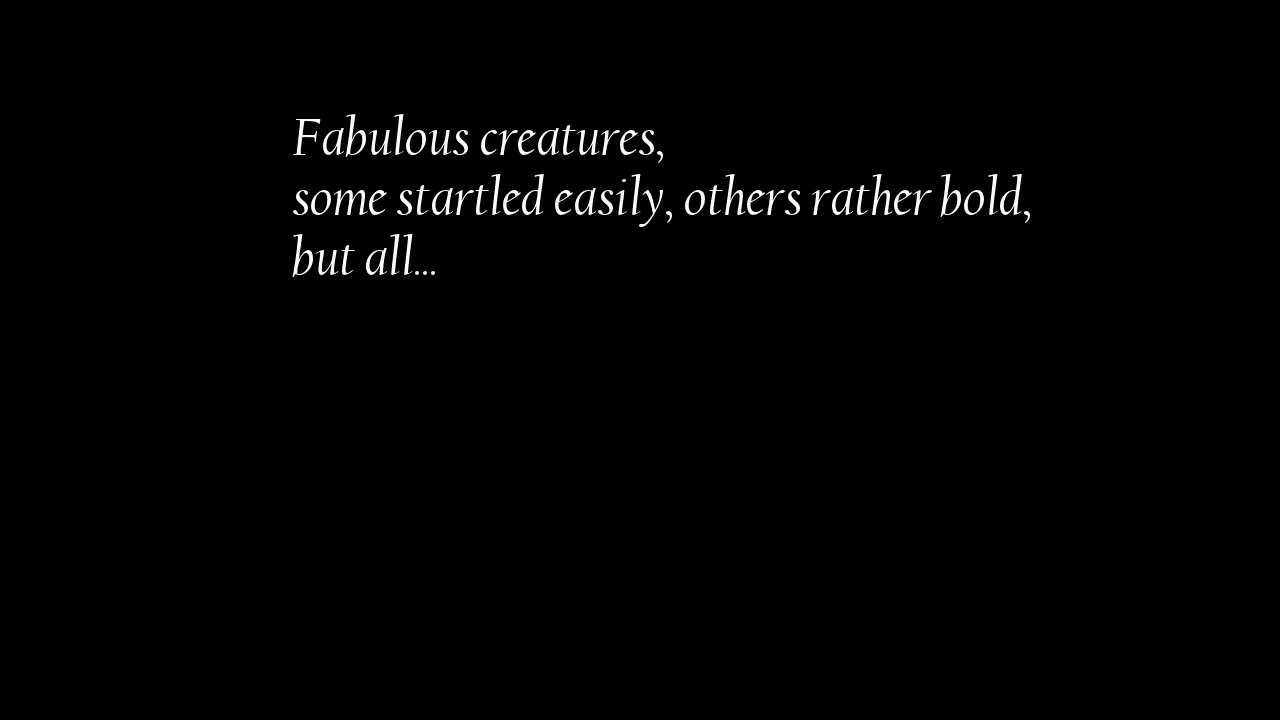 Fabulous creatures,
some startled easily, others rather bold,
but all...